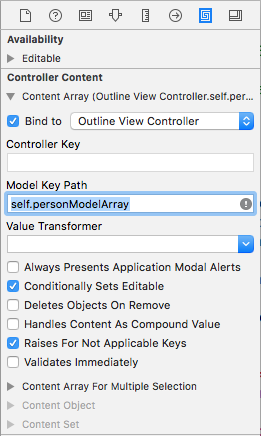 Availability
Editable
Controller Content
Content Array (Outline View Controller.self.per...
Bind to Outline View Controller
Controller Key
Model Key Path
self.personModelArray
Value Transformer
Always Presents Application Modal Alerts
Conditionally Sets Editable
Deletes Objects On Remove
Handles Content As Compound Value
Raises For Not Applicable Keys
Validates Immediately
Content Array For Multiple Selection
Content Object
Content Set